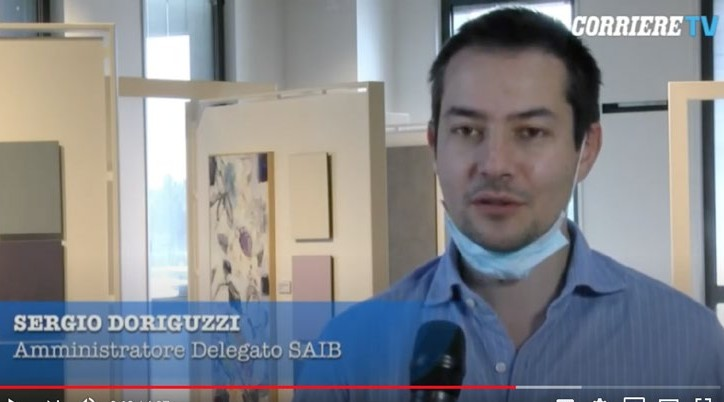 CORRIERE TV
SERGIO DORIGUZZI
Amministratore Delegato SAIB